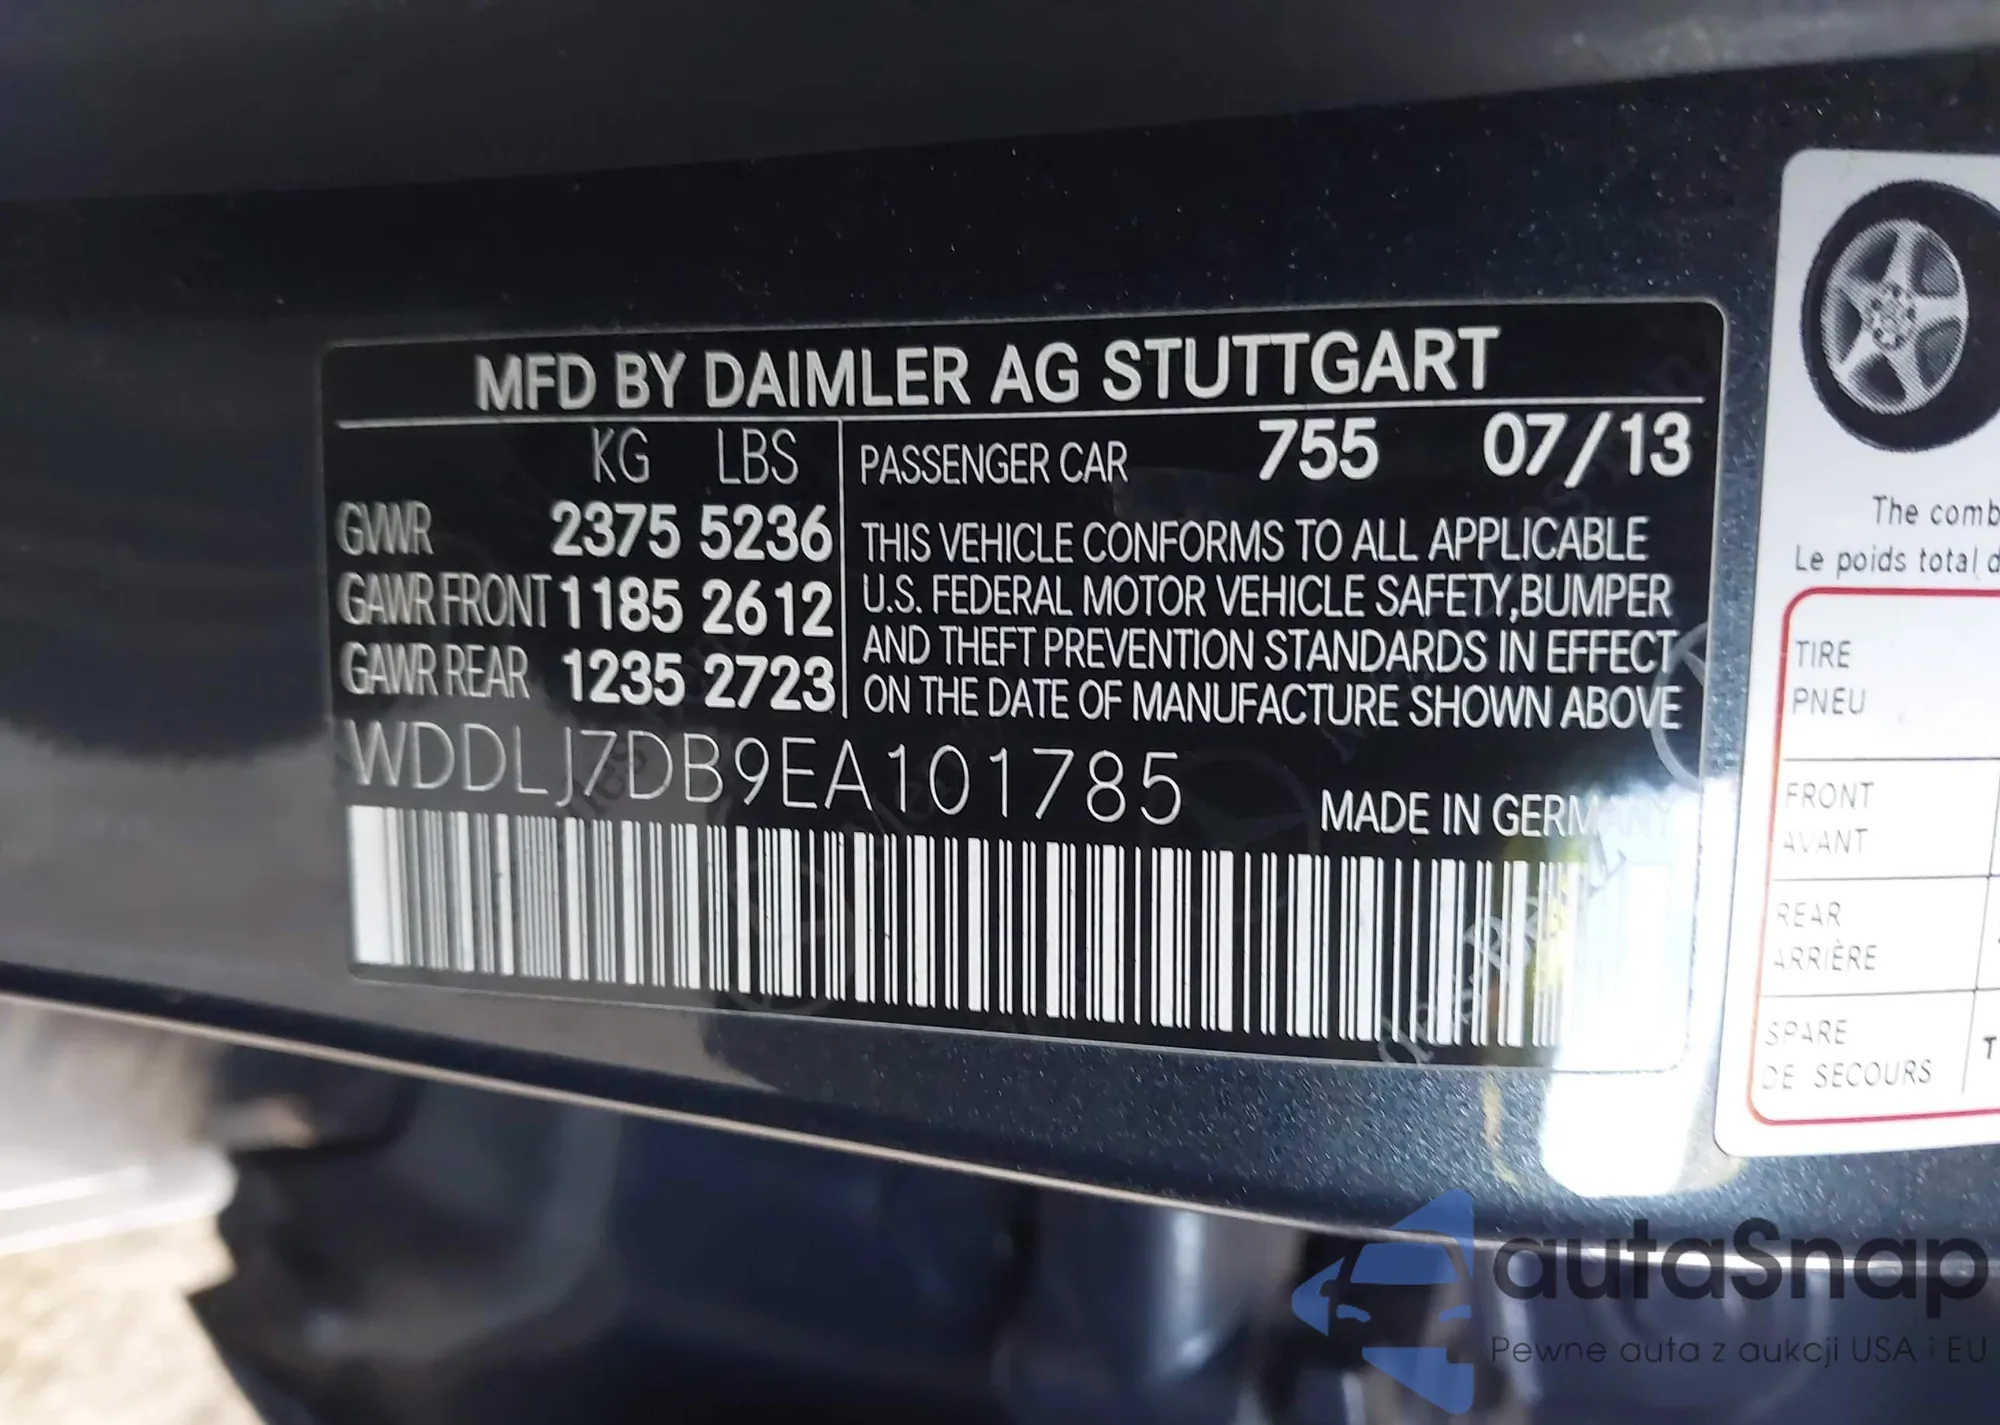 MFD BY DAIMLER AG STUTTGART
KG LBS
GVWR 2375 5236
GAWR FRONT 1185 2612
GAWR REAR 1235 2723
PASSENGER CAR 755 07/13
THIS VEHICLE CONFORMS TO ALL APPLICABLE
U.S. FEDERAL MOTOR VEHICLE SAFETY,BUMPER
AND THEFT PREVENTION STANDARDS IN EFFECT
ON THE DATE OF MANUFACTURE SHOWN ABOVE
WDDLJ7DB9EA101785
MADE IN GERMANY
The comb
Le poids total d
TIRE
PNEU
FRONT
AVANT
REAR
ARRIÈRE
SPARE
DE SECOURS
T
autaSnap
Pewne auta z aukcji USA i EU